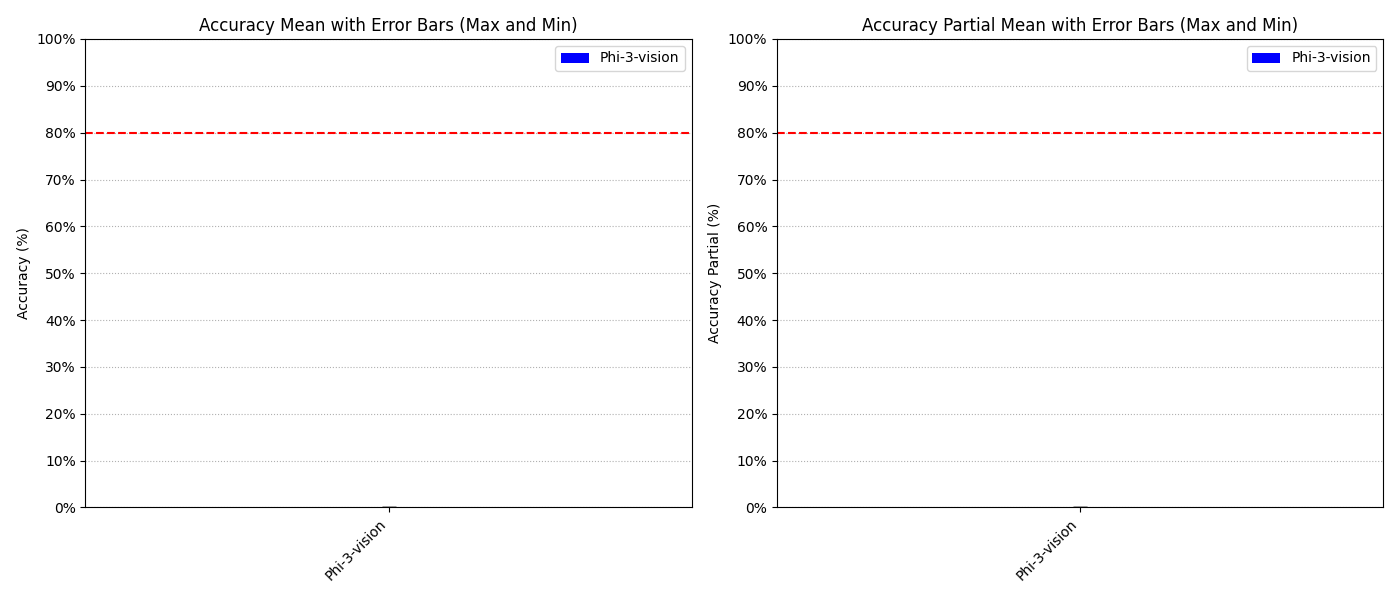 Accuracy Mean with Error Bars (Max and Min)
100%
90%
80%
70%
60%
50%
40%
30%
20%
10%
0%
Accuracy (%)
Phi-3-vision
Phi-3-vision
Accuracy Partial Mean with Error Bars (Max and Min)
100%
90%
80%
70%
60%
50%
40%
30%
20%
10%
0%
Accuracy Partial (%)
Phi-3-vision
Phi-3-vision